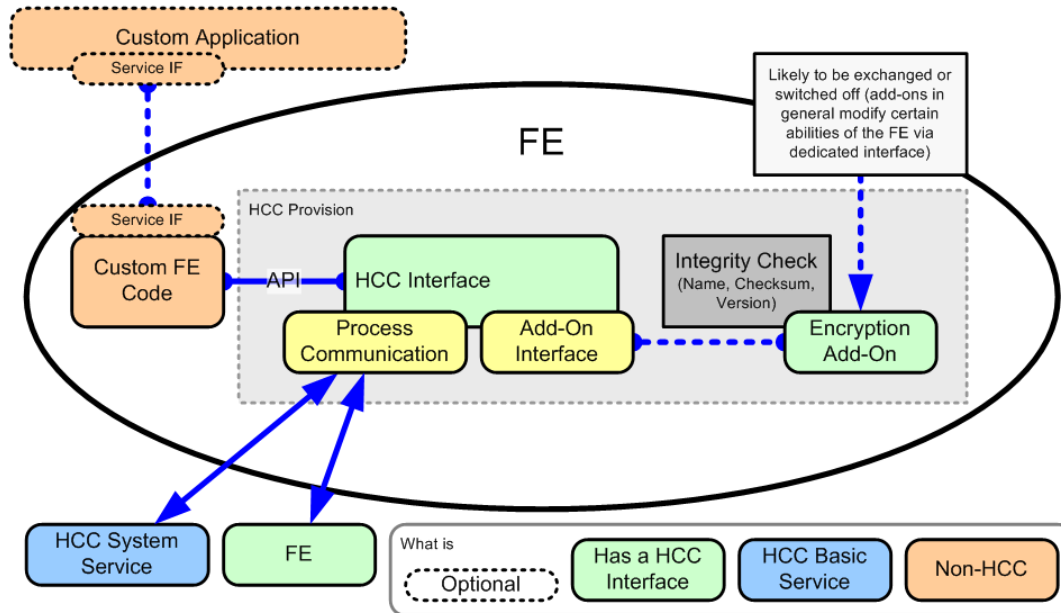 Custom Application
Service IF
Likely to be exchanged or
switched off (add-ons in
general modify certain
abilities of the FE via
dedicated interface)
FE
HCC Provision
Service IF
Custom FE
Code
API
HCC Interface
Integrity Check
(Name, Checksum,
Version)
Process
Communication
Add-On
Interface
Encryption
Add-On
HCC System
Service
FE
What is
Optional
Has a HCC
Interface
HCC Basic
Service
Non-HCC